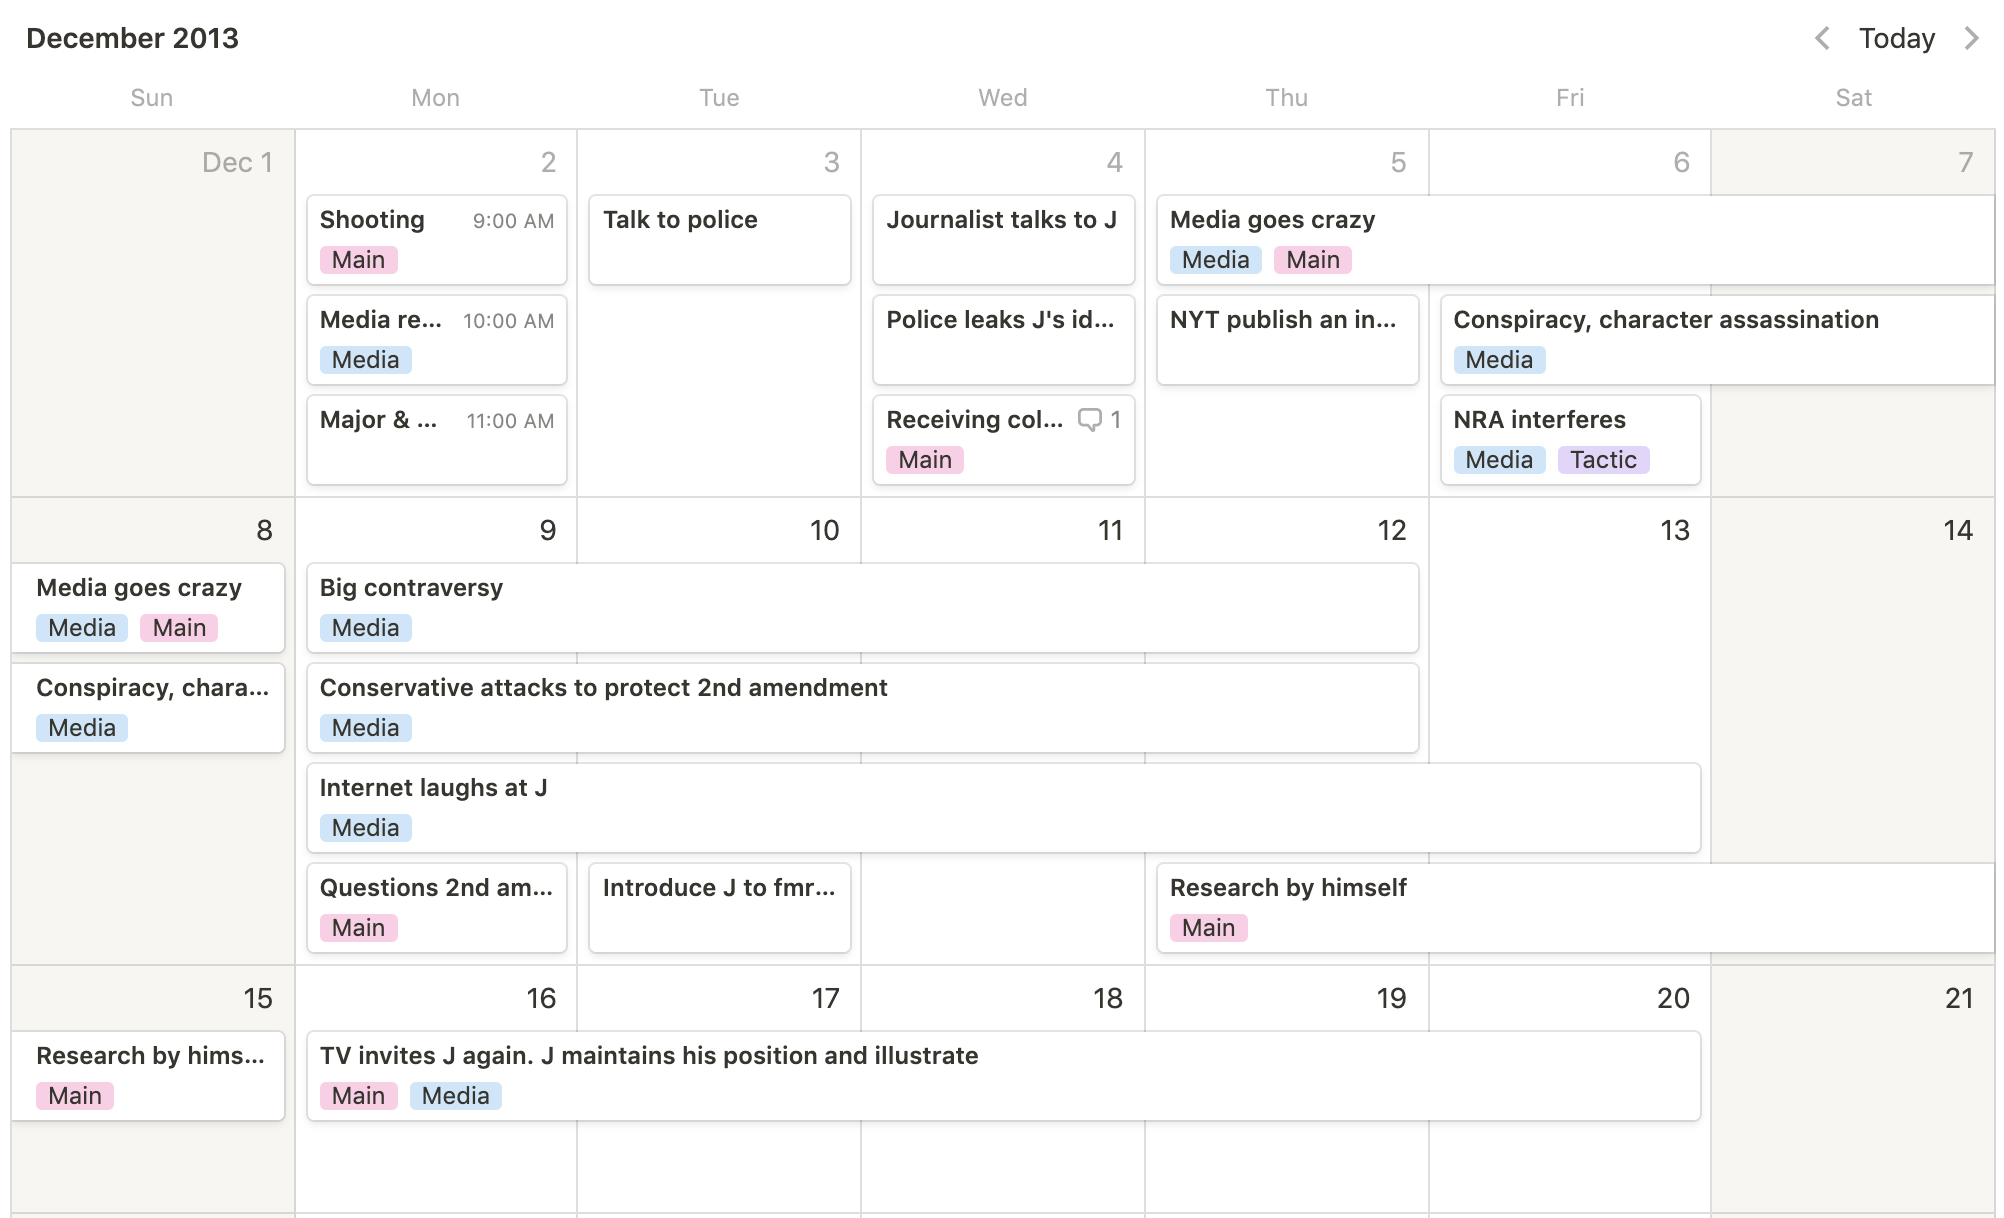 December 2013
Today
Sun Mon Tue Wed Thu Fri Sat
Dec 1 2 3 4 5 6 7
Shooting 9:00 AM
Main
Media re... 10:00 AM
Media
Major & ... 11:00 AM
Talk to police
Journalist talks to J
Police leaks J's id...
Receiving col... 1
Main
Media goes crazy
Media Main
NYT publish an in...
Conspiracy, character assassination
Media
NRA interferes
Media Tactic
8 9 10 11 12 13 14
Media goes crazy
Media Main
Conspiracy, chara...
Media
Big contraversy
Media
Conservative attacks to protect 2nd amendment
Media
Internet laughs at J
Media
Questions 2nd am...
Main
Introduce J to fmr...
Research by himself
Main
15 16 17 18 19 20 21
Research by hims...
Main
TV invites J again. J maintains his position and illustrate
Main Media